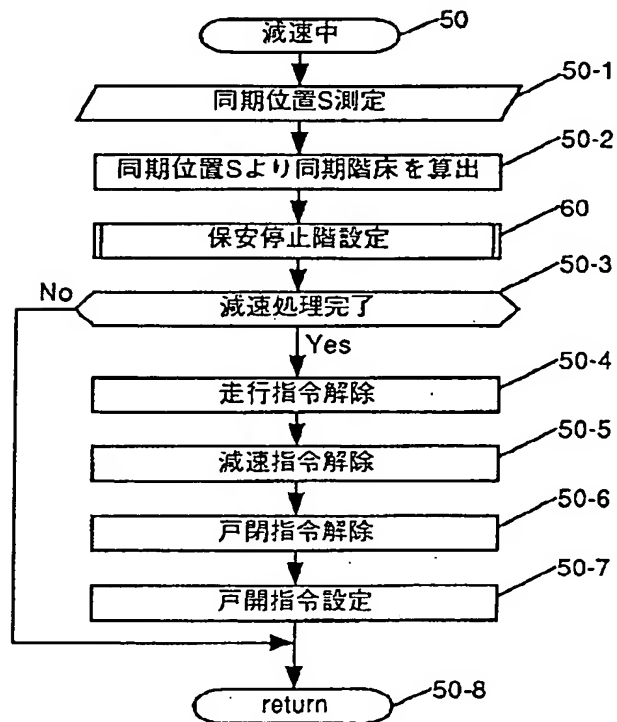 減速中
50
同期位置S測定
50-1
同期位置Sより同期階床を算出
50-2
保安停止階設定
60
減速処理完了
50-3
No
Yes
走行指令解除
50-4
減速指令解除
50-5
戸閉指令解除
50-6
戸開指令設定
50-7
return
50-8